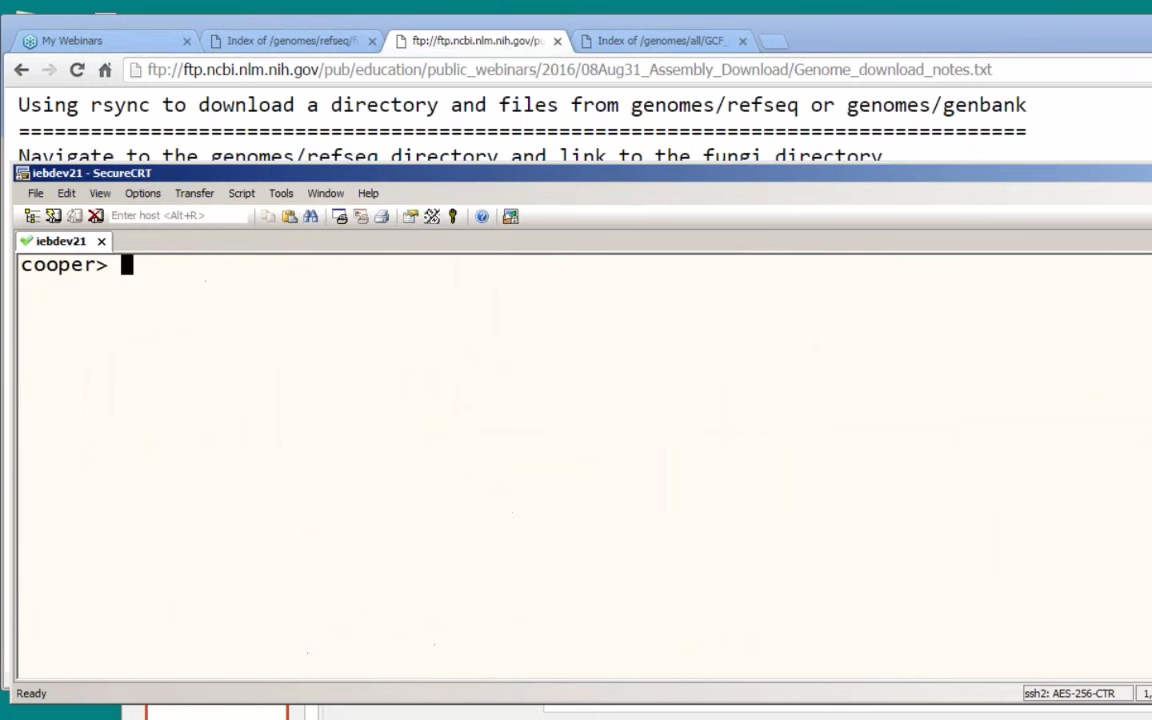 My Webinars
Index of /genomes/refseq/f
ftp://ftp.ncbi.nlm.nih.gov/pu
Index of /genomes/all/GCF_
ftp://ftp.ncbi.nlm.nih.gov/pub/education/public_webinars/2016/08Aug31_Assembly_Download/Genome_download_notes.txt
Using rsync to download a directory and files from genomes/refseq or genomes/genbank
====================================================================================
Navigate to the genomes/refseq directory and link to the fungi directory
iebdev21 - SecureCRT
File Edit View Options Transfer Script Tools Window Help
Enter host <Alt+R>
iebdev21
cooper>
Ready
ssh2: AES-256-CTR
1,